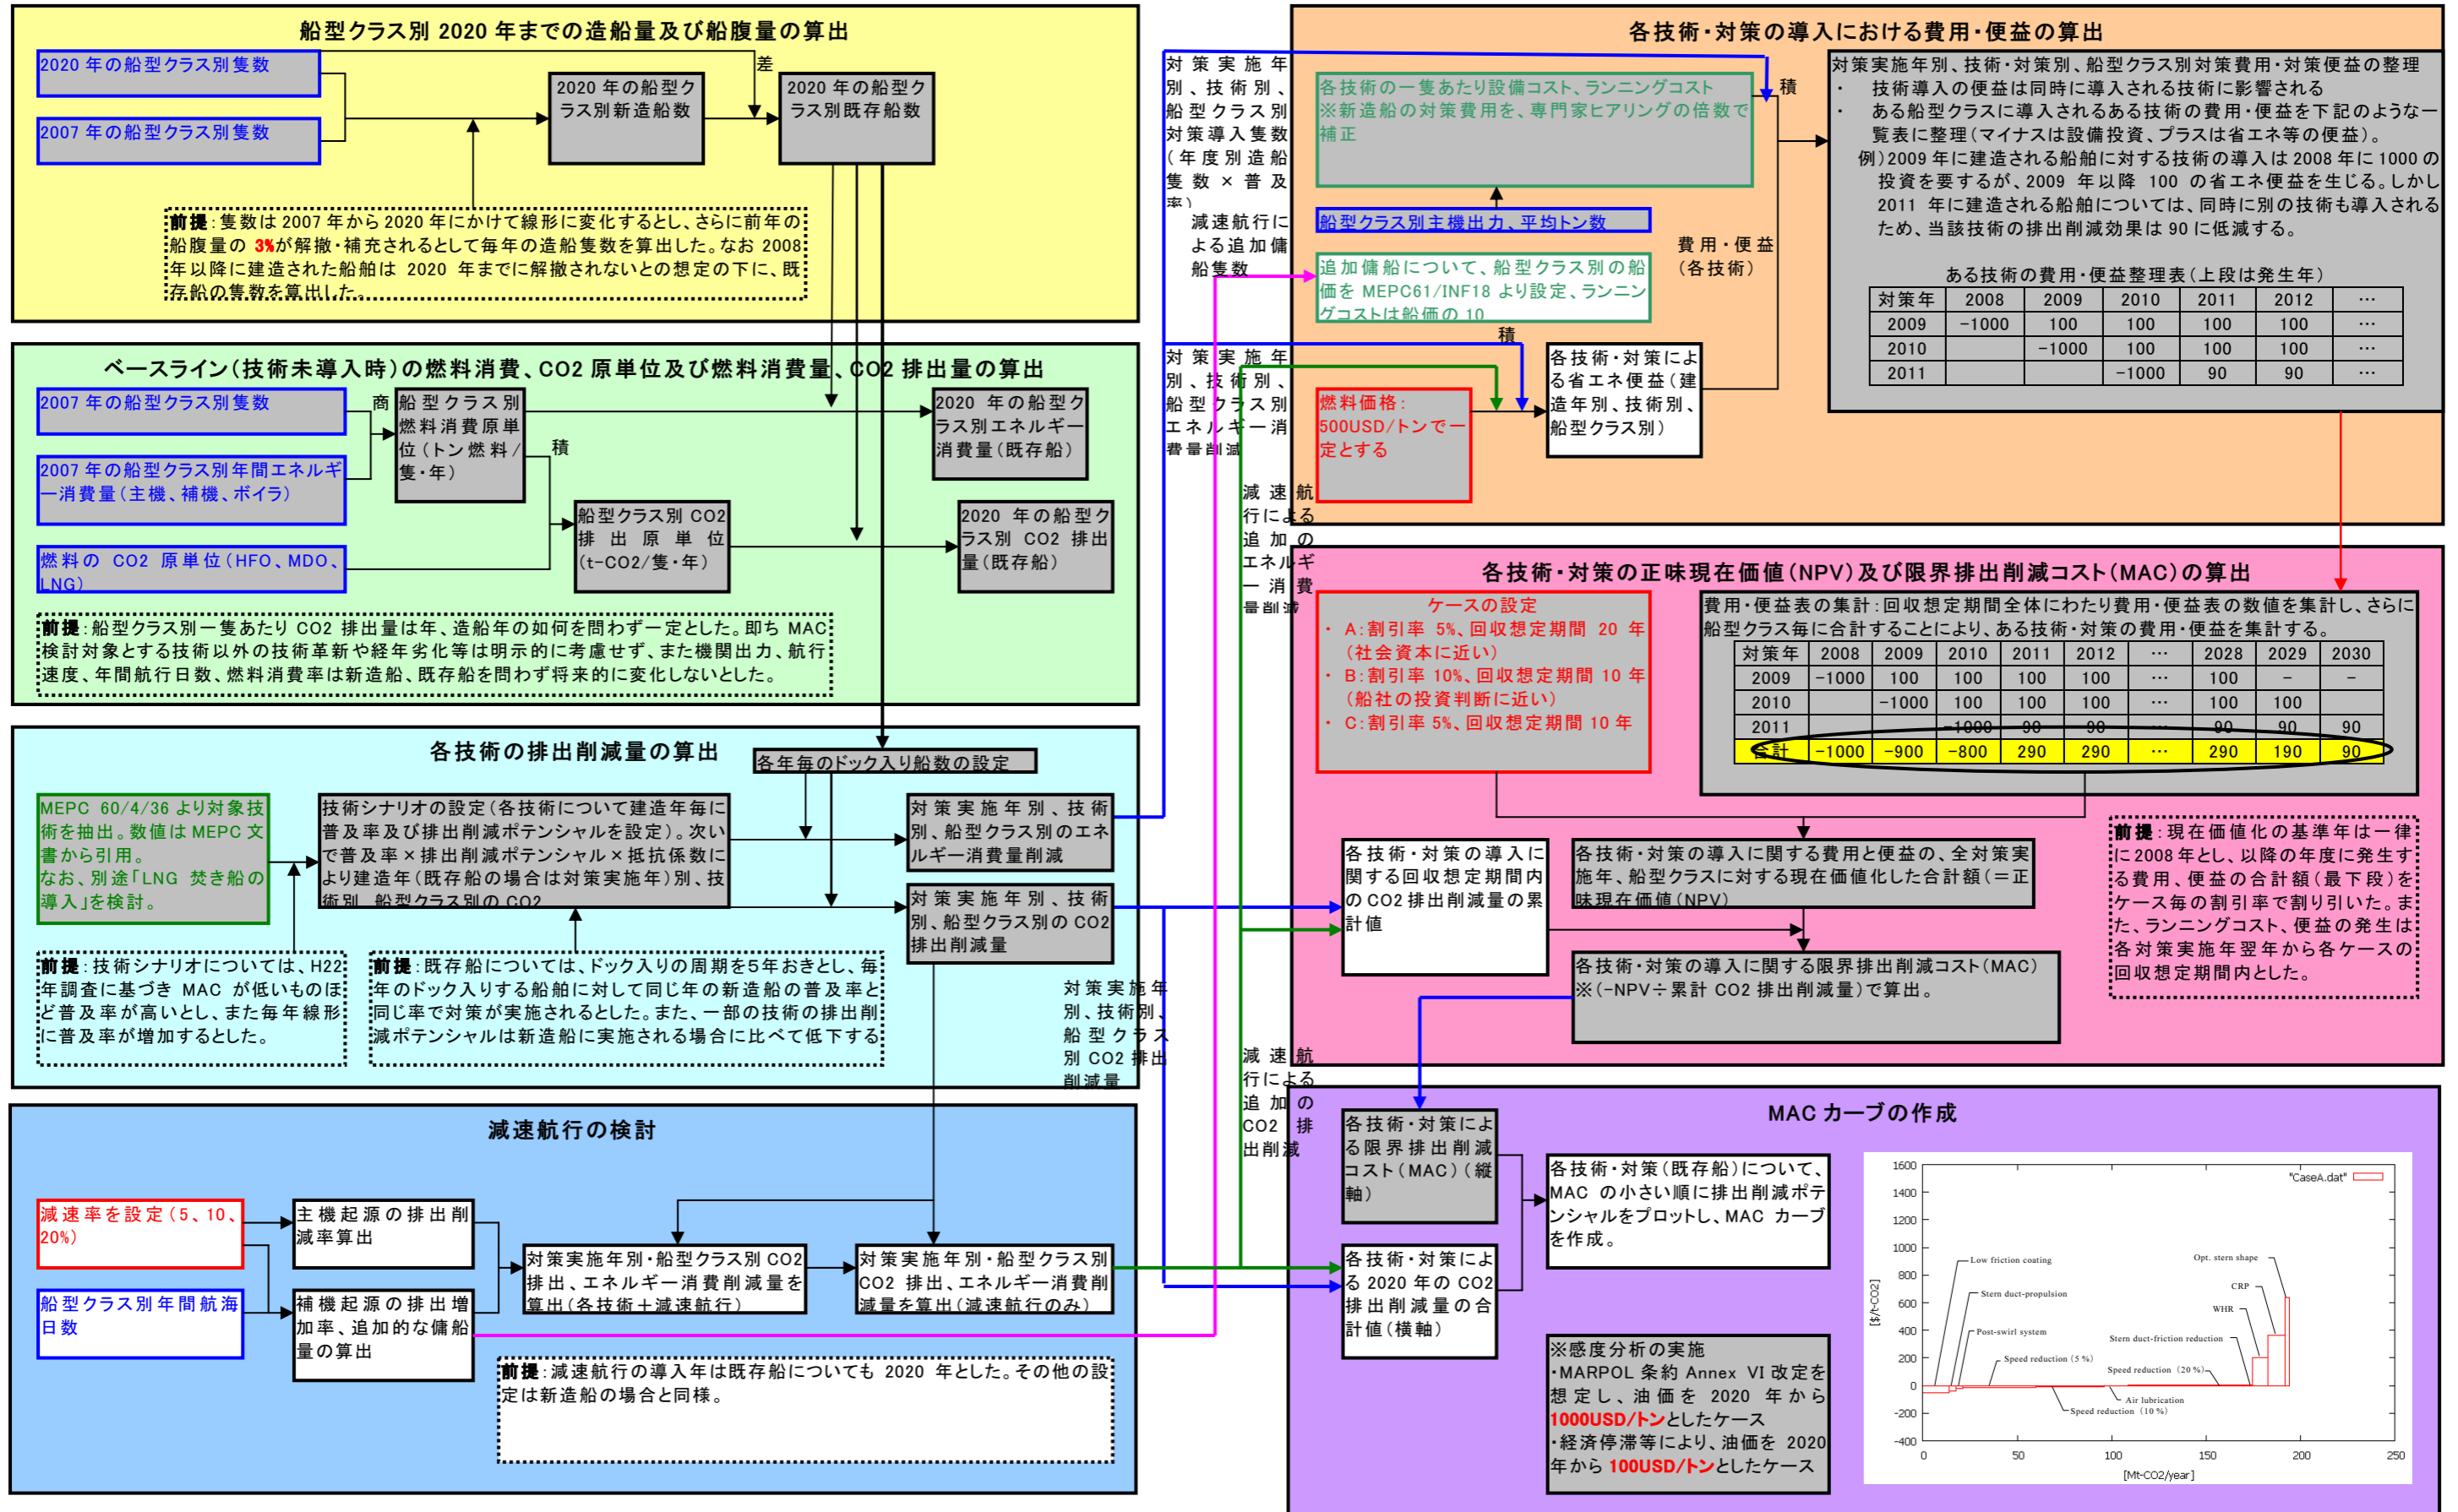 船型クラス別 2020 年までの造船量及び船腹量の算出
2020 年の船型クラス別隻数
2007 年の船型クラス別隻数
差
2020 年の船型ク
ラス別新造船数
2020 年の船型ク
ラス別既存船数
前提：隻数は 2007 年から 2020 年にかけて線形に変化するとし、さらに前年の
船腹量の 3%が解撤・補充されるとして毎年の造船隻数を算出した。なお 2008
年以降に建造された船舶は 2020 年までに解撤されないとの想定の下に、既
存船の隻数を算出した。
ベースライン（技術未導入時）の燃料消費、CO2 原単位及び燃料消費量、CO2 排出量の算出
2007 年の船型クラス別隻数
2007 年の船型クラス別年間エネルギ
ー消費量（主機、補機、ボイラ）
燃料の CO2 原単位（HFO、MDO、
LNG）
商
船型クラス別
燃料消費原単
位（トン燃料/
隻・年）
積
船型クラス別 CO2
排出原単位
(t-CO2/隻・年)
2020 年の船型ク
ラス別エネルギー
消費量（既存船）
2020 年の船型ク
ラス別 CO2 排出
量（既存船）
前提：船型クラス別一隻あたり CO2 排出量は年、造船年の如何を問わず一定とした。即ち MAC
検討対象とする技術以外の技術革新や経年劣化等は明示的に考慮せず、また機関出力、航行
速度、年間航行日数、燃料消費率は新造船、既存船を問わず将来的に変化しないとした。
各技術の排出削減量の算出
各年毎のドック入り船数の設定
MEPC 60/4/36 より対象技
術を抽出。数値は MEPC 文
書から引用。
なお、別途「LNG 焚き船の
導入」を検討。
技術シナリオの設定（各技術について建造年毎に
普及率及び排出削減ポテンシャルを設定）。次い
で普及率×排出削減ポテンシャル×抵抗係数に
より建造年（既存船の場合は対策実施年）別、技
術別、船型クラス別の CO2
対策実施年別、技術
別、船型クラス別のエネ
ルギー消費量削減
対策実施年別、技術
別、船型クラス別の CO2
排出削減量
前提：技術シナリオについては、H22
年調査に基づき MAC が低いものほ
ど普及率が高いとし、また毎年線形
に普及率が増加するとした。
前提：既存船については、ドック入りの周期を５年おきとし、毎
年のドック入りする船舶に対して同じ年の新造船の普及率と
同じ率で対策が実施されるとした。また、一部の技術の排出削
減ポテンシャルは新造船に実施される場合に比べて低下する
減速航行の検討
減速率を設定（5、10、
20%）
船型クラス別年間航海
日数
主機起源の排出削
減率算出
補機起源の排出増
加率、追加的な傭船
量の算出
対策実施年別・船型クラス別 CO2
排出、エネルギー消費削減量を
算出（各技術＋減速航行）
対策実施年別・船型クラス別
CO2 排出、エネルギー消費削
減量を算出（減速航行のみ）
前提：減速航行の導入年は既存船についても 2020 年とした。その他の設
定は新造船の場合と同様。
対策実施年
別、技術別、
船型クラス別
対策導入隻数
（年度別造船
隻数×普及
率）
減速航行に
よる追加傭
船隻数
対策実施年
別、技術別、
船型クラス別
エネルギー消
費量削減
減速航
行による
追加の
エネルギ
ー消費
量削減
対策実施年
別、技術別、
船型クラス
別 CO2 排出
削減量
減速航
行による
追加の
CO2 排
出削減
各技術・対策の導入における費用・便益の算出
各技術の一隻あたり設備コスト、ランニングコスト
※新造船の対策費用を、専門家ヒアリングの倍数で
補正
積
船型クラス別主機出力、平均トン数
追加傭船について、船型クラス別の船
価を MEPC61/INF18 より設定、ランニン
グコストは船価の 10
積
費用・便益
（各技術）
燃料価格：
500USD/トンで一
定とする
各技術・対策によ
る省エネ便益（建
造年別、技術別、
船型クラス別）
対策実施年別、技術・対策別、船型クラス別対策費用・対策便益の整理
・ 技術導入の便益は同時に導入される技術に影響される
・ ある船型クラスに導入されるある技術の費用・便益を下記のような一
覧表に整理（マイナスは設備投資、プラスは省エネ等の便益）。
例）2009 年に建造される船舶に対する技術の導入は 2008 年に 1000 の
投資を要するが、2009 年以降 100 の省エネ便益を生じる。しかし
2011 年に建造される船舶については、同時に別の技術も導入される
ため、当該技術の排出削減効果は 90 に低減する。
ある技術の費用・便益整理表（上段は発生年）
対策年 2008 2009 2010 2011 2012 …
2009 -1000 100 100 100 100 …
2010 -1000 100 100 100 …
2011 -1000 90 90 …
各技術・対策の正味現在価値（NPV）及び限界排出削減コスト（MAC）の算出
ケースの設定
・ A：割引率 5%、回収想定期間 20 年
（社会資本に近い）
・ B：割引率 10%、回収想定期間 10 年
（船社の投資判断に近い）
・ C：割引率 5%、回収想定期間 10 年
費用・便益表の集計：回収想定期間全体にわたり費用・便益表の数値を集計し、さらに
船型クラス毎に合計することにより、ある技術・対策の費用・便益を集計する。
対策年 2008 2009 2010 2011 2012 … 2028 2029 2030
2009 -1000 100 100 100 100 … 100 － －
2010 -1000 100 100 100 … 100 100
2011 -1000 90 90 … 90 90 90
合計 -1000 -900 -800 290 290 … 290 190 90
各技術・対策の導入に
関する回収想定期間内
の CO2 排出削減量の累
計値
各技術・対策の導入に関する費用と便益の、全対策実
施年、船型クラスに対する現在価値化した合計額（＝正
味現在価値（NPV）
各技術・対策の導入に関する限界排出削減コスト（MAC）
※（-NPV÷累計 CO2 排出削減量）で算出。
前提：現在価値化の基準年は一律
に 2008 年とし、以降の年度に発生す
る費用、便益の合計額（最下段）を
ケース毎の割引率で割り引いた。ま
た、ランニングコスト、便益の発生は
各対策実施年翌年から各ケースの
回収想定期間内とした。
MAC カーブの作成
各技術・対策によ
る限界排出削減
コスト（MAC）（縦
軸）
各技術・対策によ
る 2020 年の CO2
排出削減量の合
計値（横軸）
各技術・対策（既存船）について、
MAC の小さい順に排出削減ポテ
ンシャルをプロットし、MAC カーブ
を作成。
※感度分析の実施
・MARPOL 条約 Annex VI 改定を
想定し、油価を 2020 年から
1000USD/トンとしたケース
・経済停滞等により、油価を 2020
年から 100USD/トンとしたケース
"CaseA.dat"
1600
1400
1200
1000
800
600
400
200
0
-200
-400
[$/t-CO2]
Low friction coating
Stern duct-propulsion
Post-swirl system
Speed reduction (5 %)
Opt. stern shape
CRP
WHR
Stern duct-friction reduction
Speed reduction (20 %)
Air lubrication
Speed reduction (10 %)
0 50 100 150 200 250
[Mt-CO2/year]